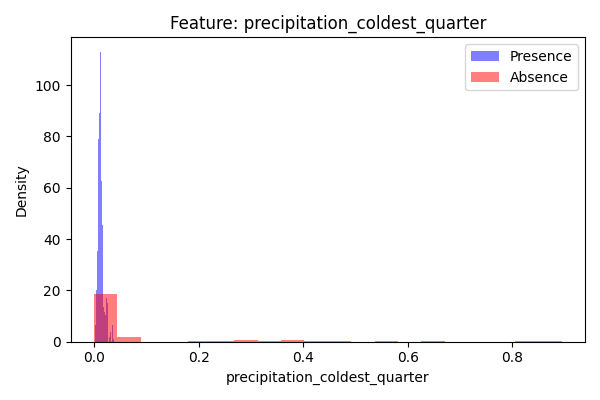 Feature: precipitation_coldest_quarter
Presence
Absence
Density
100
80
60
40
20
0
0.0 0.2 0.4 0.6 0.8
precipitation_coldest_quarter